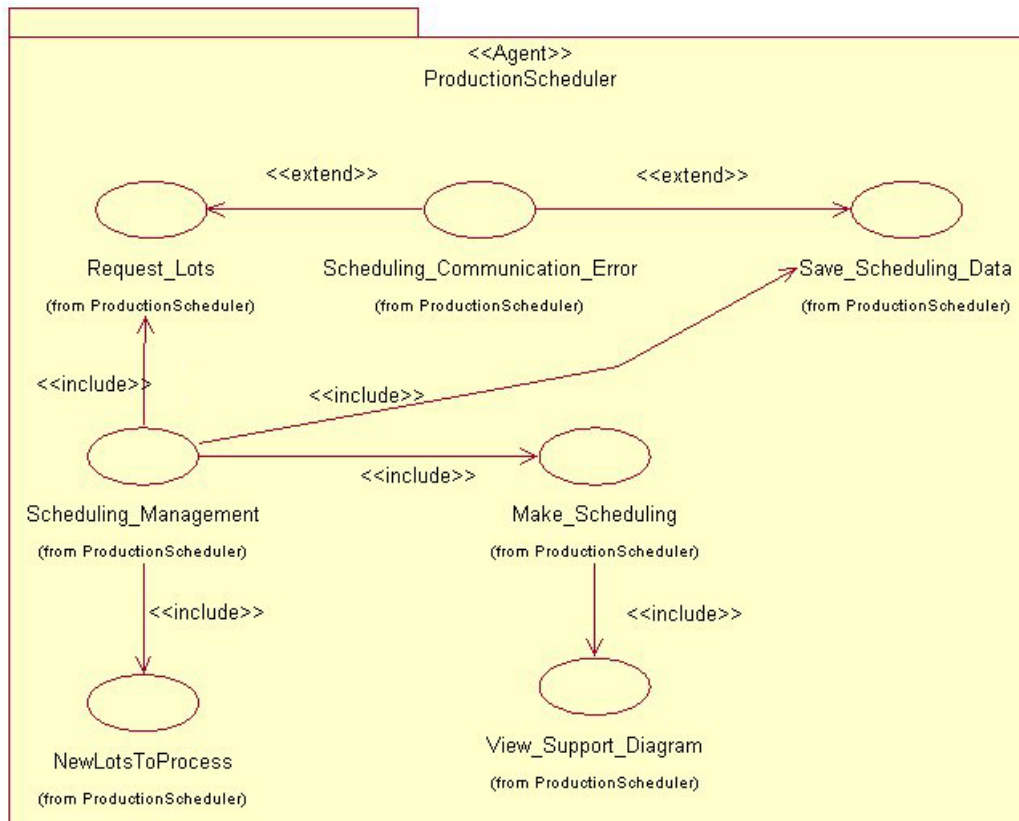 <<Agent>>
ProductionScheduler
<<extend>>
<<extend>>
Request_Lots
(from ProductionScheduler)
Scheduling_Communication_Error
(from ProductionScheduler)
Save_Scheduling_Data
(from ProductionScheduler)
<<include>>
<<include>>
<<include>>
Scheduling_Management
(from ProductionScheduler)
Make_Scheduling
(from ProductionScheduler)
<<include>>
<<include>>
NewLotsToProcess
(from ProductionScheduler)
View_Support_Diagram
(from ProductionScheduler)